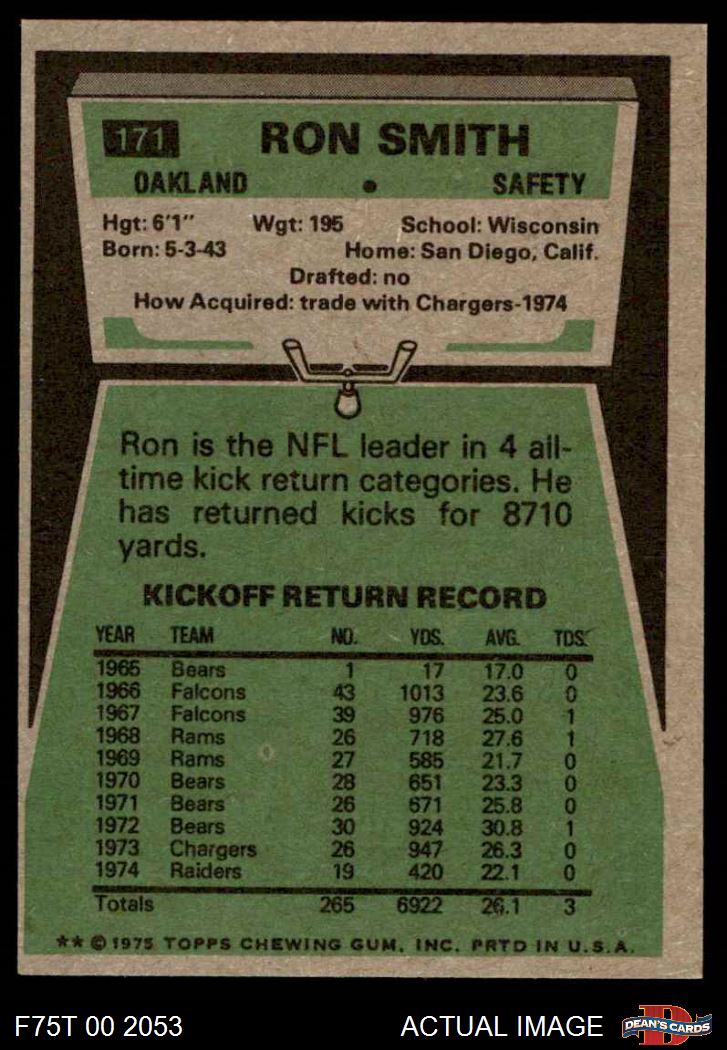 171 RON SMITH
OAKLAND • SAFETY
Hgt: 6'1" Wgt: 195 School: Wisconsin
Born: 5-3-43 Home: San Diego, Calif.
Drafted: no
How Acquired: trade with Chargers-1974
Ron is the NFL leader in 4 all-
time kick return categories. He
has returned kicks for 8710
yards.
KICKOFF RETURN RECORD
YEAR TEAM NO. YDS. AVG. TDS.
1965 Bears 1 17 17.0 0
1966 Falcons 43 1013 23.6 0
1967 Falcons 39 976 25.0 1
1968 Rams 26 718 27.6 1
1969 Rams 27 585 21.7 0
1970 Bears 28 651 23.3 0
1971 Bears 26 671 25.8 0
1972 Bears 30 924 30.8 1
1973 Chargers 26 947 26.3 0
1974 Raiders 19 420 22.1 0
Totals 265 6922 26.1 3
** © 1975 TOPPS CHEWING GUM, INC. PRTD IN U.S.A.
F75T 00 2053 ACTUAL IMAGE D DEAN'S CARDS